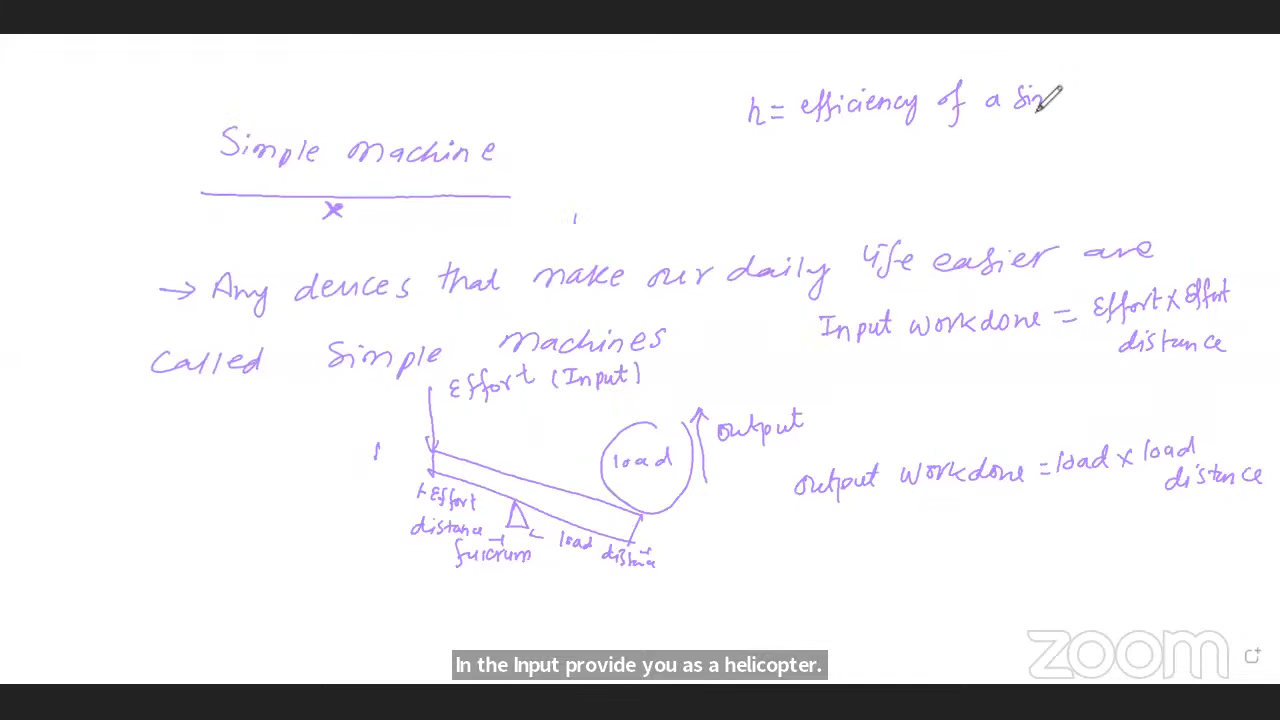 η = efficiency of a sim
Simple Machine
→ Any devices that make our daily life easier are
called Simple machines
Input workdone = Effort x Effort
distance
Effort (Input)
output
load
output workdone = load x load
distance
Effort
distance
fulcrum
load distance
zoom
In the Input provide you as a helicopter.